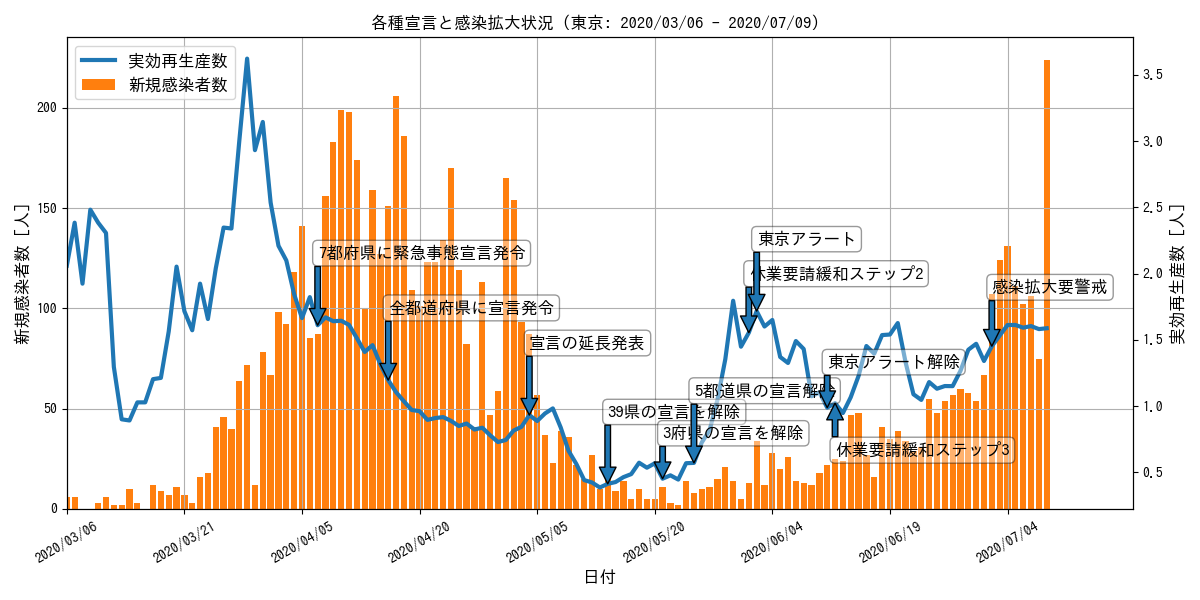 各種宣言と感染拡大状況 (東京: 2020/03/06 - 2020/07/09)
実効再生産数
新規感染者数
新規感染者数 [人]
200
150
100
50
0
3.5
3.0
2.5
2.0
1.5
1.0
0.5
実効再生産数 [人]
7都府県に緊急事態宣言発令
全都道府県に宣言発令
宣言の延長発表
39県の宣言を解除
3府県の宣言を解除
5都道県の宣言解除
休業要請緩和ステップ2
東京アラート
東京アラート解除
休業要請緩和ステップ3
感染拡大要警戒
2020/03/06
2020/03/21
2020/04/05
2020/04/20
2020/05/05
2020/05/20
2020/06/04
2020/06/19
2020/07/04
日付